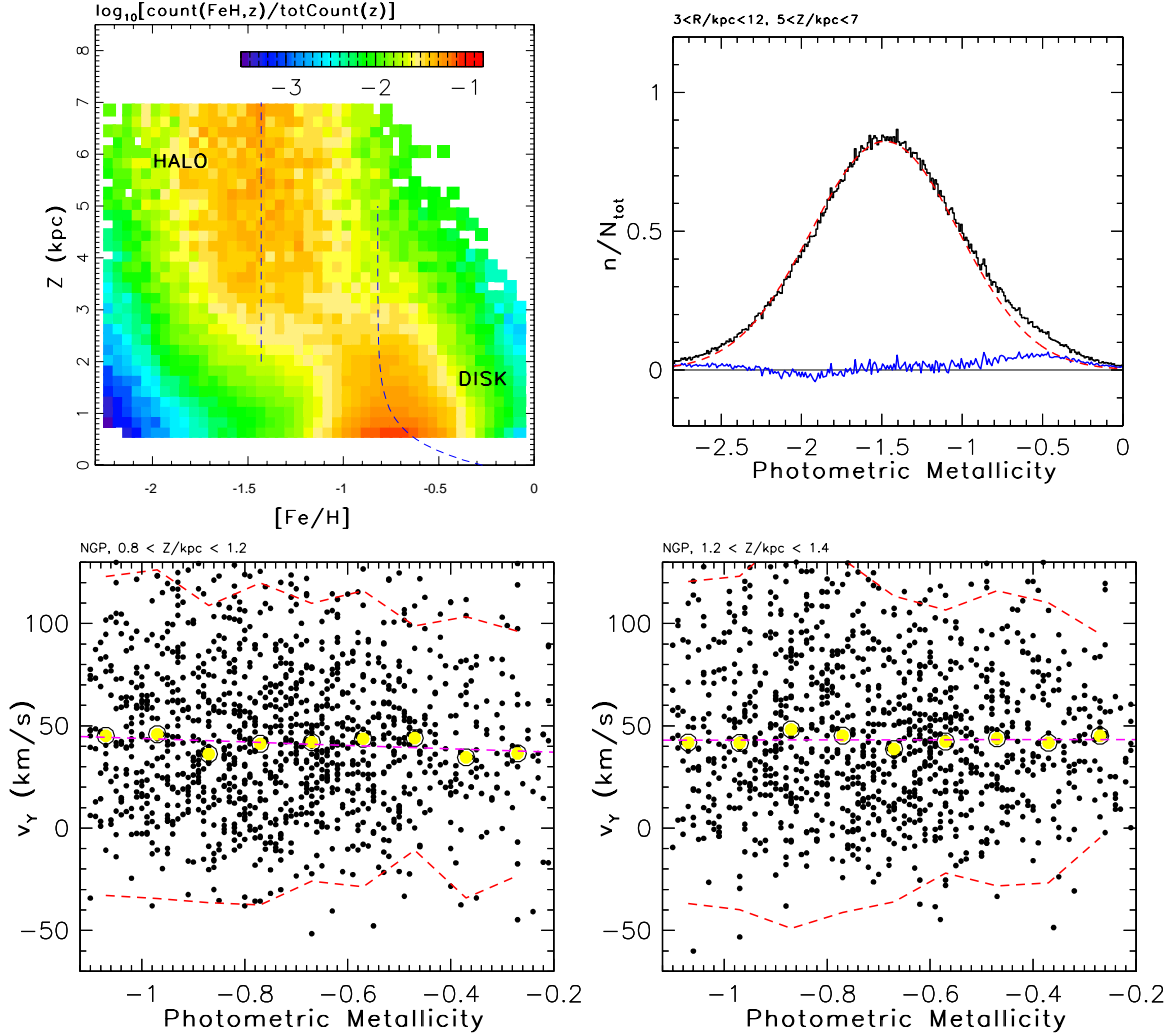 log10[count(FeH,z)/totCount(z)]
−3 −2 −1
HALO
DISK
8
7
6
5
4
3
2
1
0
Z (kpc)
-2 -1.5 -1 -0.5 0
[Fe/H]
3<R/kpc<12, 5<Z/kpc<7
1
0.5
0
n/Ntot
−2.5 −2 −1.5 −1 −0.5 0
Photometric Metallicity
NGP, 0.8 < Z/kpc < 1.2
100
50
0
−50
vY (km/s)
−1 −0.8 −0.6 −0.4 −0.2
Photometric Metallicity
NGP, 1.2 < Z/kpc < 1.4
100
50
0
−50
vY (km/s)
−1 −0.8 −0.6 −0.4 −0.2
Photometric Metallicity